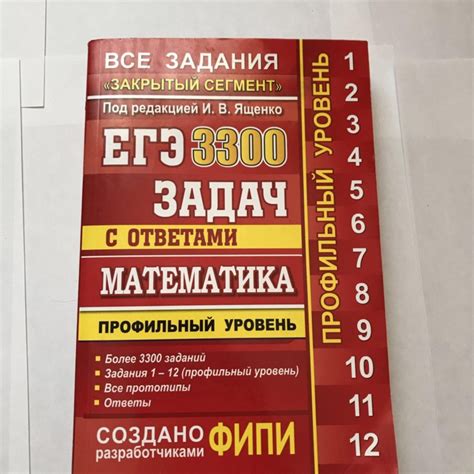 ВСЕ ЗАДАНИЯ
«ЗАКРЫТЫЙ СЕГМЕНТ»
Под редакцией И. В. Ященко
ЕГЭ 3300
ЗАДАЧ
С ОТВЕТАМИ
МАТЕМАТИКА
ПРОФИЛЬНЫЙ УРОВЕНЬ
• Более 3300 заданий
• Задания 1 – 12 (профильный уровень)
• Все прототипы
• Ответы
СОЗДАНО
разработчиками ФИПИ
ПРОФИЛЬНЫЙ УРОВЕНЬ
1
2
3
4
5
6
7
8
9
10
11
12